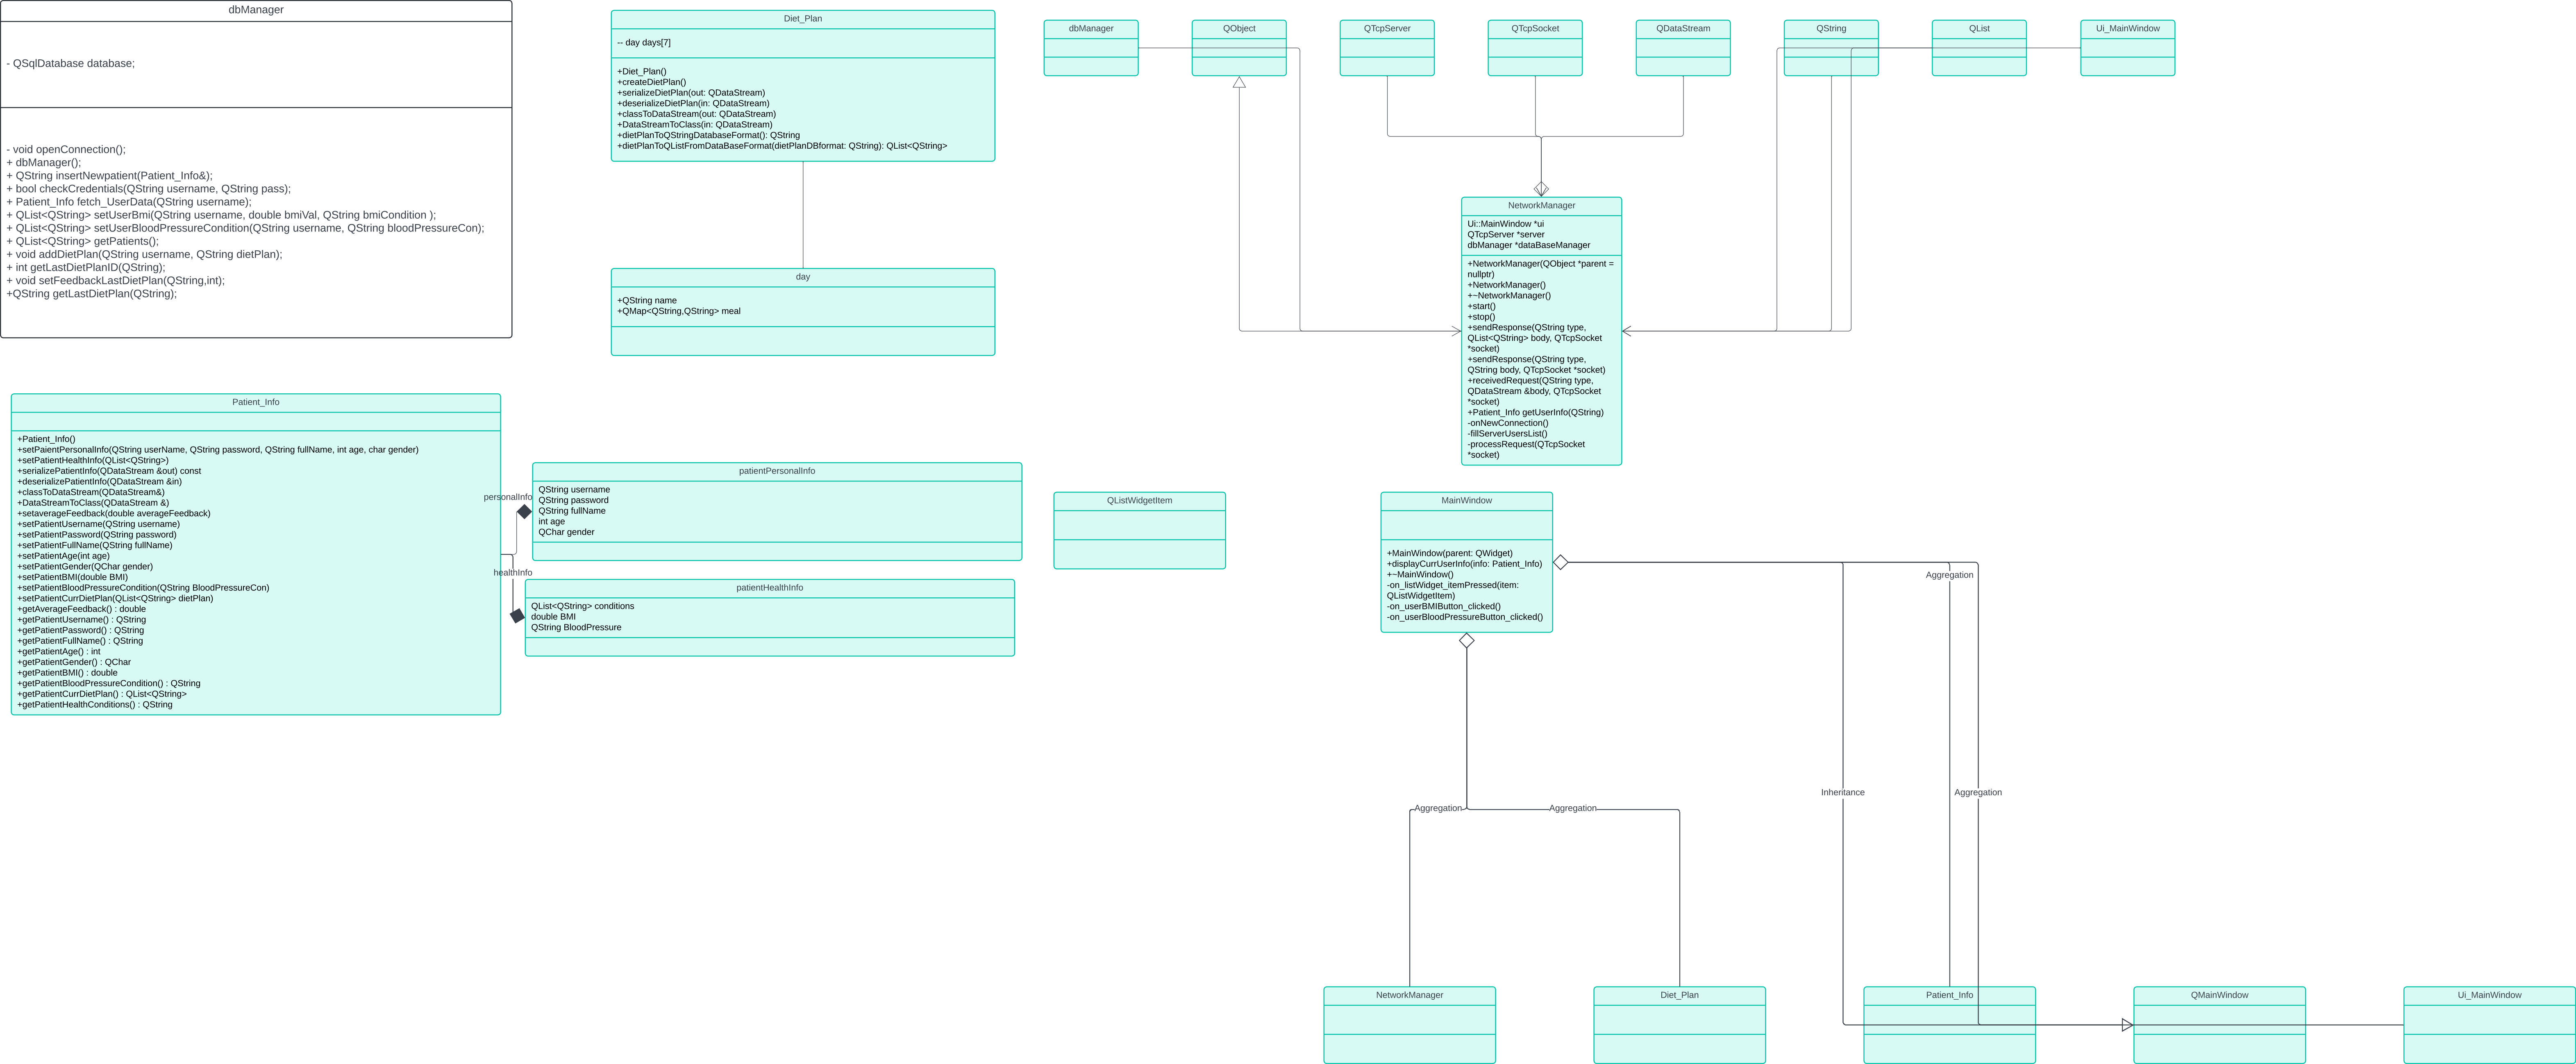 dbManager
- QSqlDatabase database;
- void openConnection();
+ dbManager();
+ QString insertNewpatient(Patient_Info&);
+ bool checkCredentials(QString username, QString pass);
+ Patient_Info fetch_UserData(QString username);
+ QList<QString> setUserBmi(QString username, double bmiVal, QString bmiCondition );
+ QList<QString> setUserBloodPressureCondition(QString username, QString bloodPressureCon);
+ QList<QString> getPatients();
+ void addDietPlan(QString username, QString dietPlan);
+ int getLastDietPlanID(QString);
+ void setFeedbackLastDietPlan(QString,int);
+QString getLastDietPlan(QString);
Diet_Plan
-- day days[7]
+Diet_Plan()
+createDietPlan()
+serializeDietPlan(out: QDataStream)
+deserializeDietPlan(in: QDataStream)
+classToDataStream(out: QDataStream)
+DataStreamToClass(in: QDataStream)
+dietPlanToQStringDatabaseFormat(): QString
+dietPlanToQListFromDataBaseFormat(dietPlanDBformat: QString): QList<QString>
day
+QString name
+QMap<QString,QString> meal
dbManager
QObject
QTcpServer
QTcpSocket
QDataStream
QString
QList
Ui_MainWindow
NetworkManager
Ui::MainWindow *ui
QTcpServer *server
dbManager *dataBaseManager
+NetworkManager(QObject *parent =
nullptr)
+NetworkManager()
+~NetworkManager()
+start()
+stop()
+sendResponse(QString type,
QList<QString> body, QTcpSocket
*socket)
+sendResponse(QString type,
QString body, QTcpSocket *socket)
+receivedRequest(QString type,
QDataStream &body, QTcpSocket
*socket)
+Patient_Info getUserInfo(QString)
-onNewConnection()
-fillServerUsersList()
-processRequest(QTcpSocket
*socket)
Patient_Info
+Patient_Info()
+setPaientPersonalInfo(QString userName, QString password, QString fullName, int age, char gender)
+setPatientHealthInfo(QList<QString>)
+serializePatientInfo(QDataStream &out) const
+deserializePatientInfo(QDataStream &in)
+classToDataStream(QDataStream&)
+DataStreamToClass(QDataStream &)
+setaverageFeedback(double averageFeedback)
+setPatientUsername(QString username)
+setPatientPassword(QString password)
+setPatientFullName(QString fullName)
+setPatientAge(int age)
+setPatientGender(QChar gender)
+setPatientBMI(double BMI)
+setPatientBloodPressureCondition(QString BloodPressureCon)
+setPatientCurrDietPlan(QList<QString> dietPlan)
+getAverageFeedback() : double
+getPatientUsername() : QString
+getPatientPassword() : QString
+getPatientFullName() : QString
+getPatientAge() : int
+getPatientGender() : QChar
+getPatientBMI() : double
+getPatientBloodPressureCondition() : QString
+getPatientCurrDietPlan() : QList<QString>
+getPatientHealthConditions() : QString
personalInfo
healthInfo
patientPersonalInfo
QString username
QString password
QString fullName
int age
QChar gender
patientHealthInfo
QList<QString> conditions
double BMI
QString BloodPressure
QListWidgetItem
MainWindow
+MainWindow(parent: QWidget)
+displayCurrUserInfo(info: Patient_Info)
+~MainWindow()
-on_listWidget_itemPressed(item:
QListWidgetItem)
-on_userBMIButton_clicked()
-on_userBloodPressureButton_clicked()
Aggregation
Inheritance
Aggregation
Aggregation
Aggregation
NetworkManager
Diet_Plan
Patient_Info
QMainWindow
Ui_MainWindow